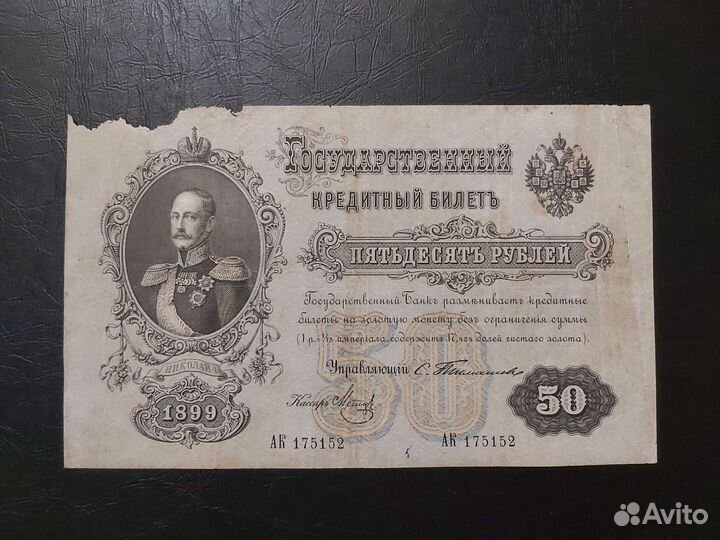 Государственный
кредитный билетъ
пятьдесятъ рублей
Государственный Банкъ размѣниваетъ кредитные
билеты на золотую монету безъ ограниченія суммы
(1 р. = 1/15 имперіала, содержитъ 17,424 долей чистаго золота).
Управляющій
Кассиръ
НИКОЛАЙ I
1899
50
50
АК 175152
АК 175152
Avito